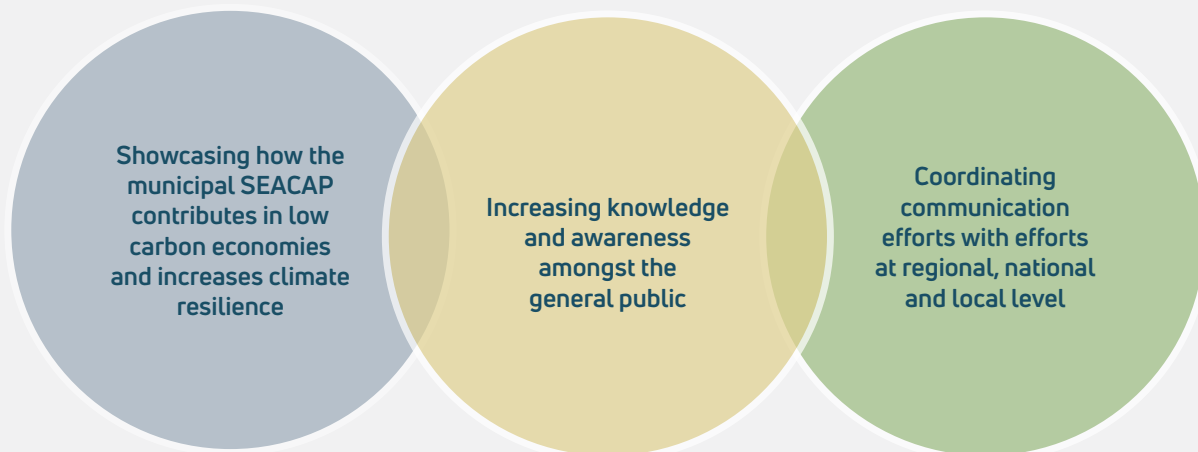 Showcasing how the
municipal SEACAP
contributes in low
carbon economies
and increases climate
resilience
Increasing knowledge
and awareness
amongst the
general public
Coordinating
communication
efforts with efforts
at regional, national
and local level